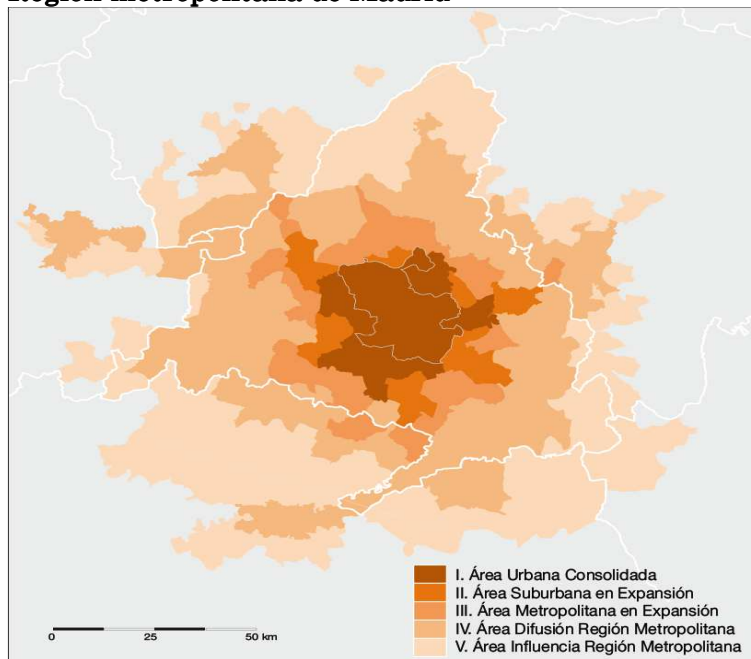 Región metropolitana de Madrid
I. Área Urbana Consolidada
II. Área Suburbana en Expansión
III. Área Metropolitana en Expansión
IV. Área Difusión Región Metropolitana
V. Área Influencia Región Metropolitana
0 25 50 km